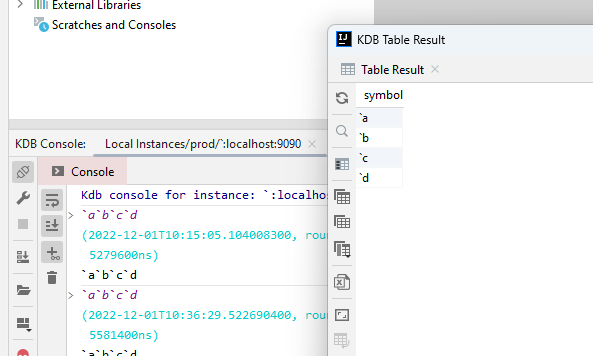 External Libraries
Scratches and Consoles
KDB Table Result
Table Result
symbol
`a
`b
`c
`d
KDB Console:
Local Instances/prod/`:localhost:9090
Console
Kdb console for instance: `:localhos
> `a`b`c`d
(2022-12-01T10:15:05.104008300, rou
5279600ns)
`a`b`c`d
> `a`b`c`d
(2022-12-01T10:36:29.522690400, rou
5581400ns)
`a`b`c`d